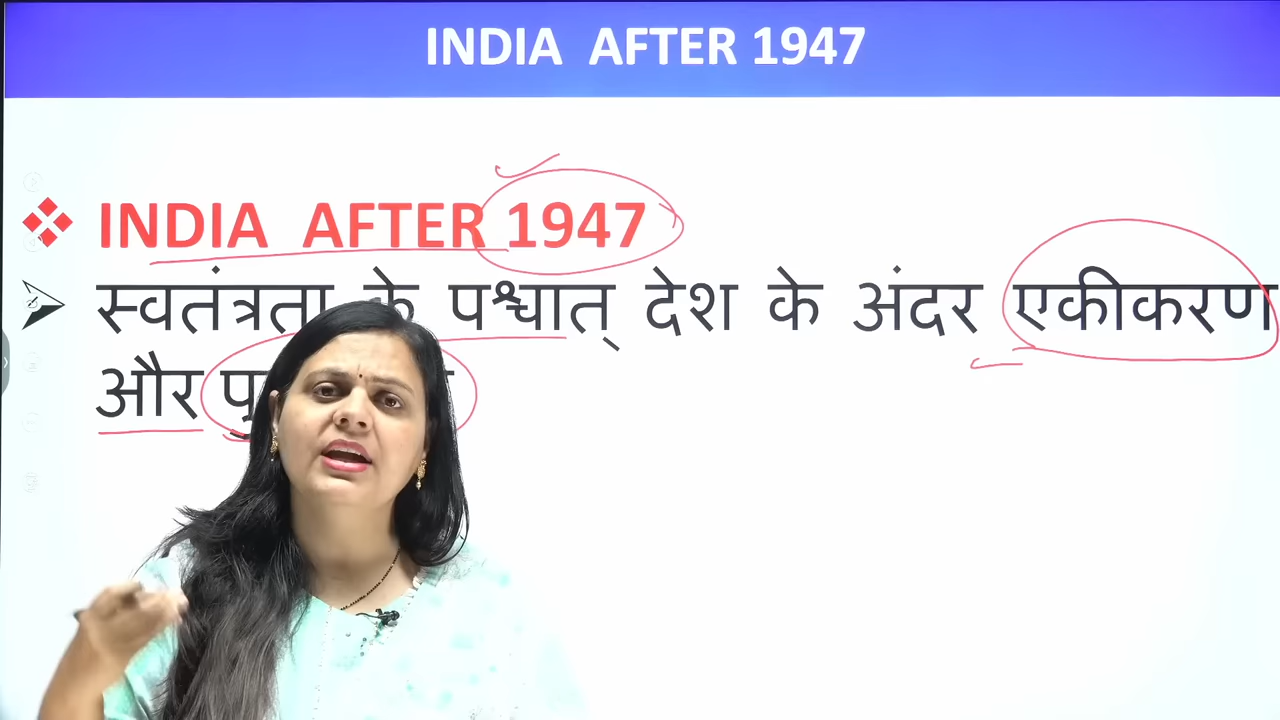 INDIA AFTER 1947
INDIA AFTER 1947
स्वतंत्रता के पश्चात् देश के अंदर एकीकरण
और